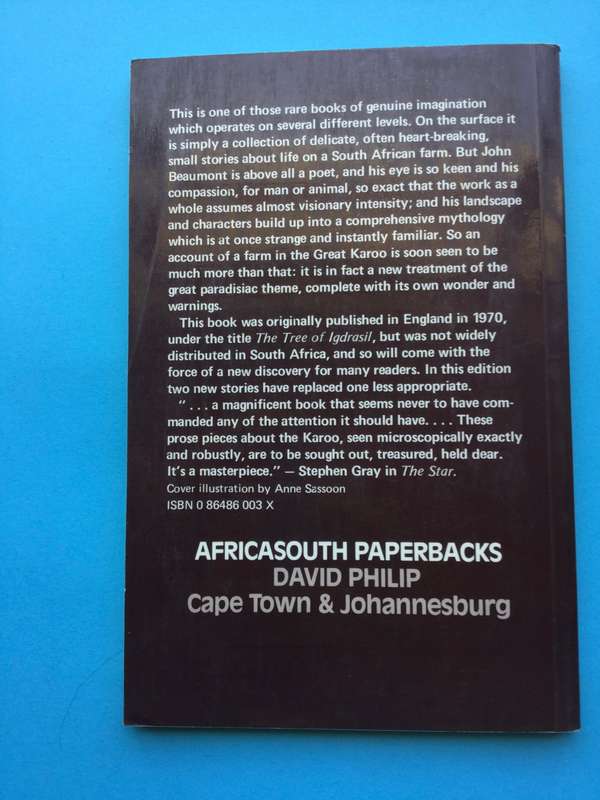 This is one of those rare books of genuine imagination
which operates on several different levels. On the surface it
is simply a collection of delicate, often heart-breaking,
small stories about life on a South African farm. But John
Beaumont is above all a poet, and his eye is so keen and his
compassion, for man or animal, so exact that the work as a
whole assumes almost visionary intensity; and his landscape
and characters build up into a comprehensive mythology
which is at once strange and instantly familiar. So an
account of a farm in the Great Karoo is soon seen to be
much more than that: it is in fact a new treatment of the
great paradisiac theme, complete with its own wonder and
warnings.
This book was originally published in England in 1970,
under the title The Tree of Igdrasil, but was not widely
distributed in South Africa, and so will come with the
force of a new discovery for many readers. In this edition
two new stories have replaced one less appropriate.
". . . a magnificent book that seems never to have com-
manded any of the attention it should have. . . . These
prose pieces about the Karoo, seen microscopically exactly
and robustly, are to be sought out, treasured, held dear.
It's a masterpiece." – Stephen Gray in The Star.
Cover illustration by Anne Sassoon
ISBN 0 86486 003 X
AFRICASOUTH PAPERBACKS
DAVID PHILIP
Cape Town & Johannesburg